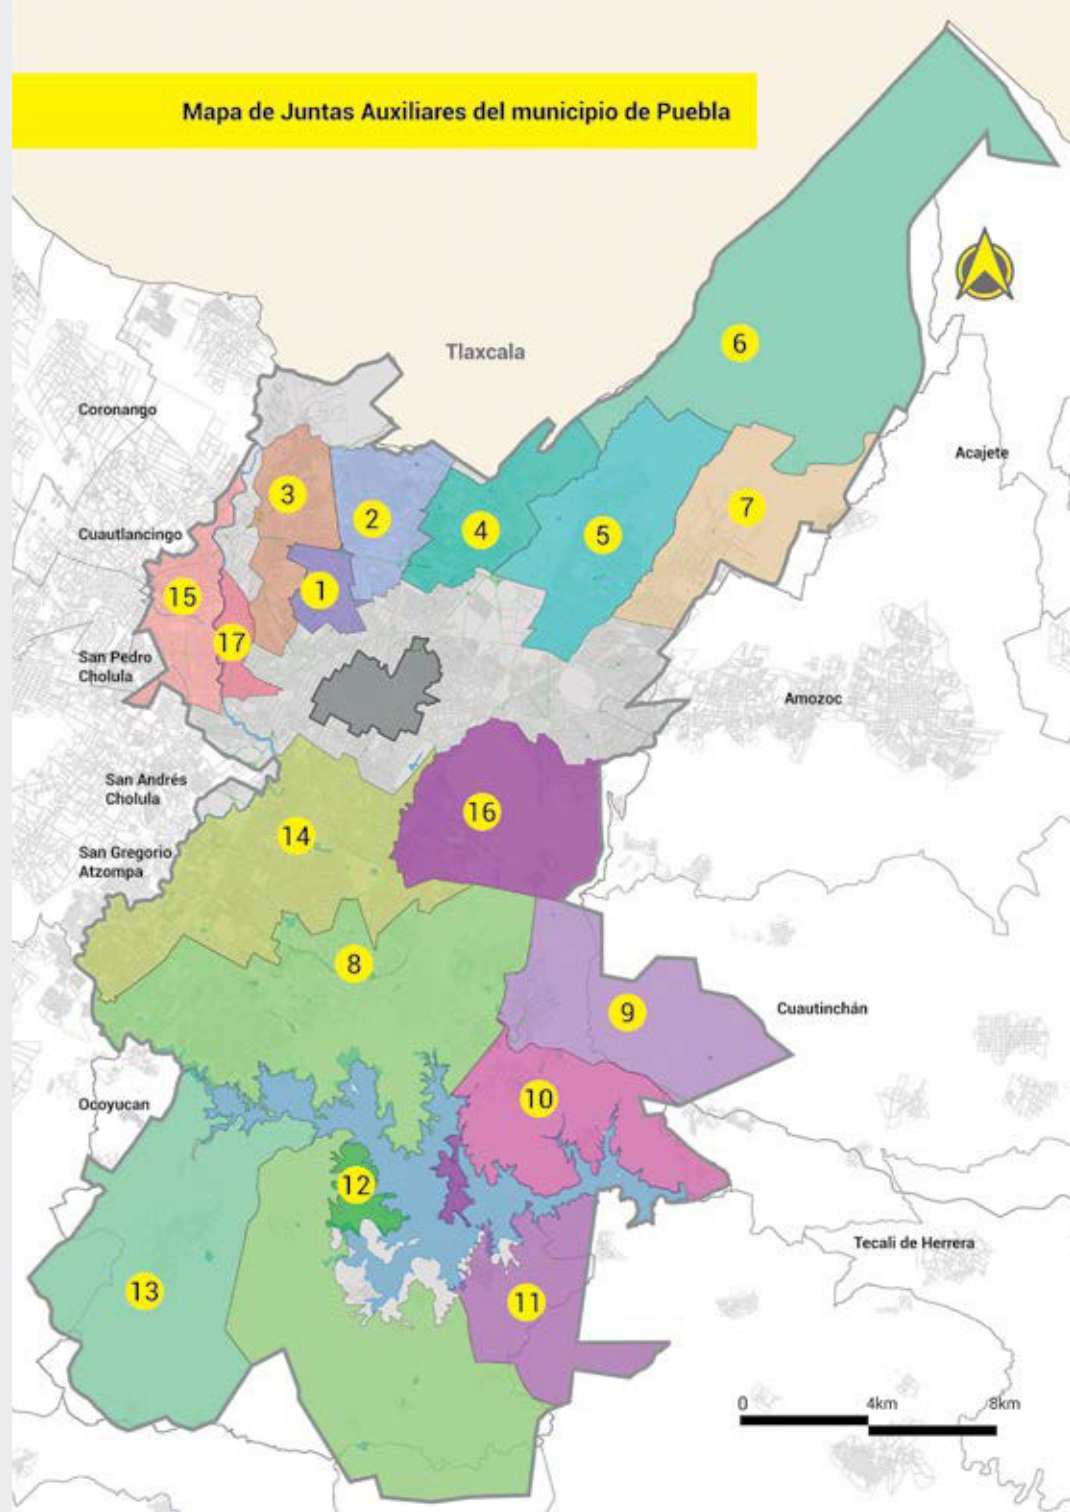 Mapa de Juntas Auxiliares del municipio de Puebla
6
Tlaxcala
Coronango
Acajete
3
7
2
4
5
Cuautlancingo
1
15
17
San Pedro
Cholula
Amozoc
San Andrés
Cholula
16
14
San Gregorio
Atzompa
8
9
Cuautinchán
10
Ocoyucan
12
Tecali de Herrera
13
11
0
4km
8km